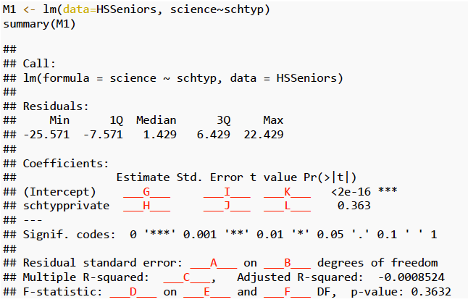 M1 <- lm(data=HSSeniors, science~schtyp)
summary(M1)
##
## Call:
## lm(formula = science ~ schtyp, data = HSSeniors)
##
## Residuals:
##     Min      1Q  Median      3Q     Max
## -25.571  -7.571   1.429   6.429  22.429
##
## Coefficients:
##               Estimate Std. Error t value Pr(>|t|)
## (Intercept)   ___G___   ___I___   ___K___   <2e-16 ***
## schtypprivate ___H___   ___J___   ___L___    0.363
## ---
## Signif. codes:  0 '***' 0.001 '**' 0.01 '*' 0.05 '.' 0.1 ' ' 1
##
## Residual standard error: ___A___ on ___B___ degrees of freedom
## Multiple R-squared: ___C___,   Adjusted R-squared:  -0.0008524
## F-statistic: ___D___ on ___E___ and ___F___ DF,  p-value: 0.3632